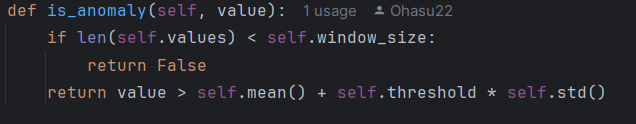 def is_anomaly(self, value): 1 usage Ohasu22
    if len(self.values) < self.window_size:
        return False
    return value > self.mean() + self.threshold * self.std()